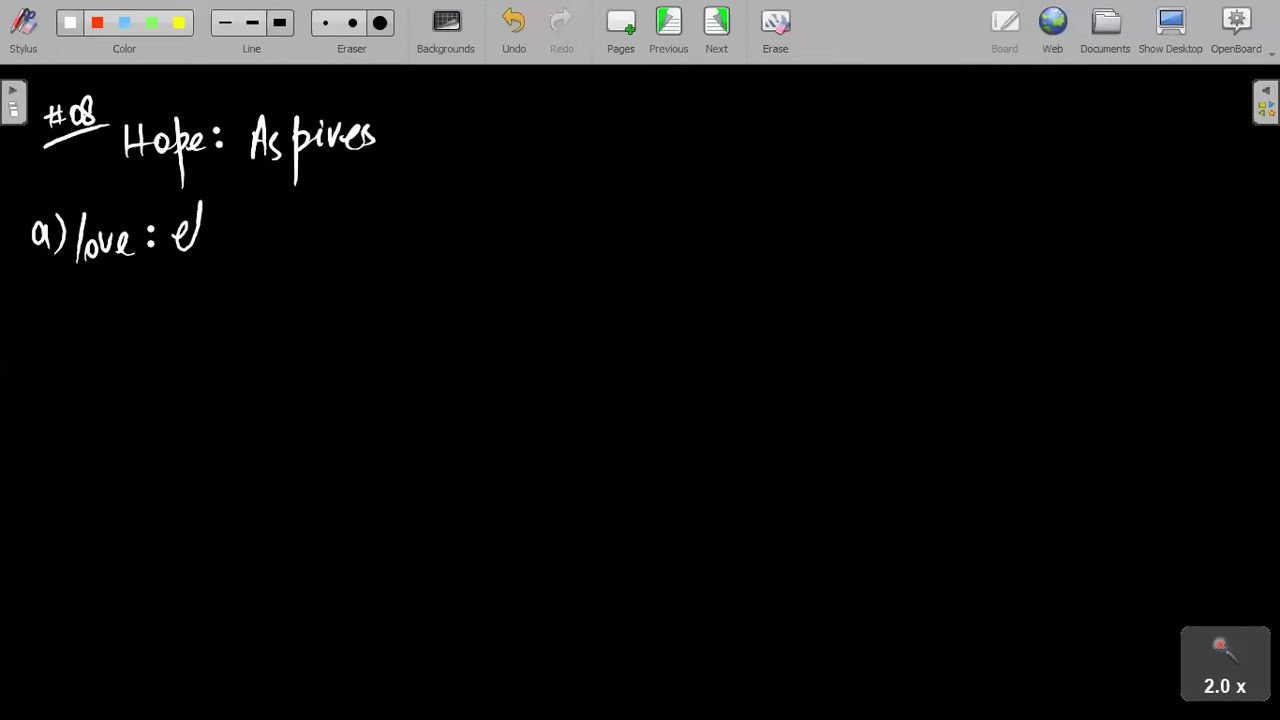 Stylus Color Line Eraser Backgrounds Undo Redo Pages Previous Next Erase Board Web Documents Show Desktop OpenBoard
#08
Hope: Aspires
a) love: el
2.0 x